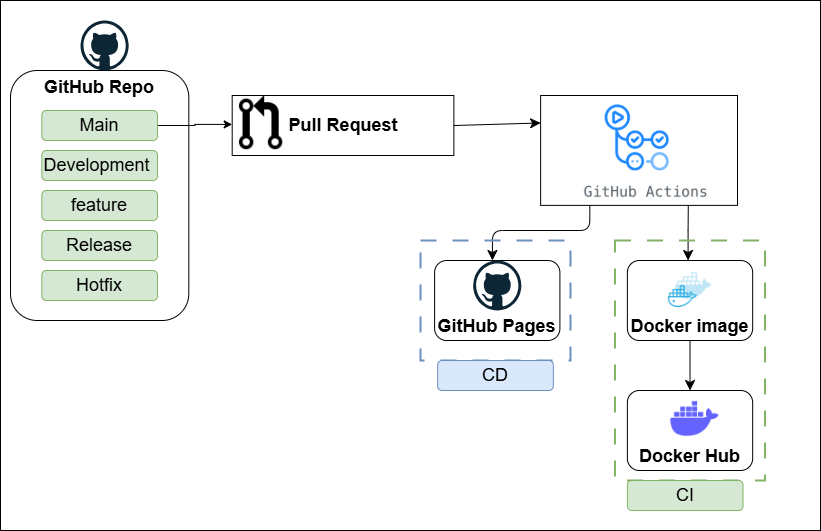 GitHub Repo
Main
Development
feature
Release
Hotfix
Pull Request
GitHub Actions
GitHub Pages
CD
Docker image
Docker Hub
CI